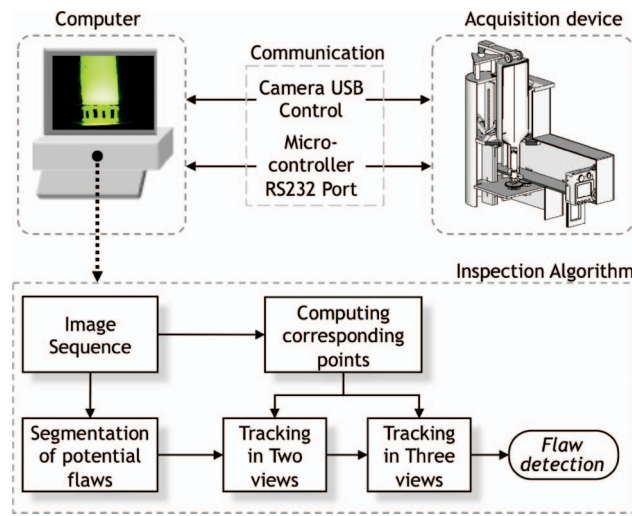 Computer
Acquisition device
Communication
Camera USB
Control
Micro-
controller
RS232 Port
Inspection Algorithm
Image
Sequence
Computing
corresponding
points
Segmentation
of potential
flaws
Tracking
in Two
views
Tracking
in Three
views
Flaw
detection